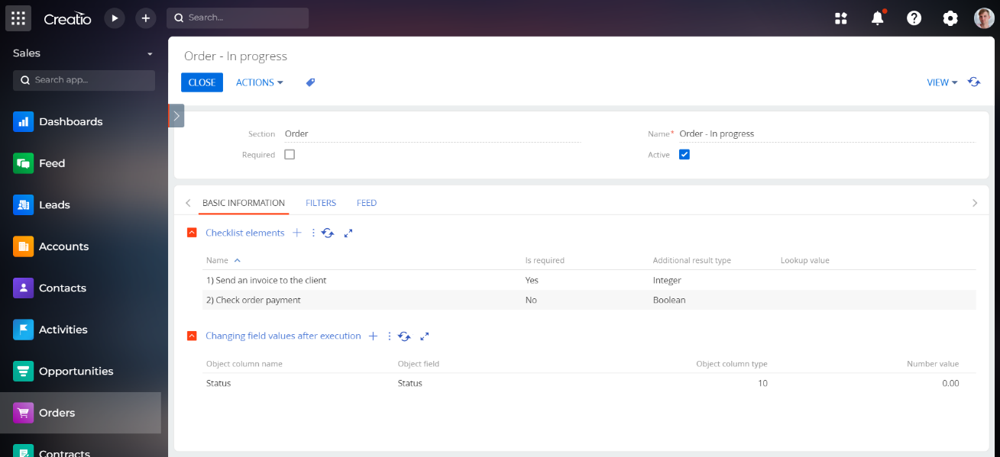 Creatio
Search...
Sales
Search app...
Dashboards
Feed
Leads
Accounts
Contacts
Activities
Opportunities
Orders
Contracts
Order - In progress
CLOSE
ACTIONS
VIEW
Section Order
Name* Order - In progress
Required
Active
BASIC INFORMATION FILTERS FEED
Checklist elements
Name Is required Additional result type Lookup value
1) Send an invoice to the client Yes Integer
2) Check order payment No Boolean
Changing field values after execution
Object column name Object field Object column type Number value
Status Status 10 0.00